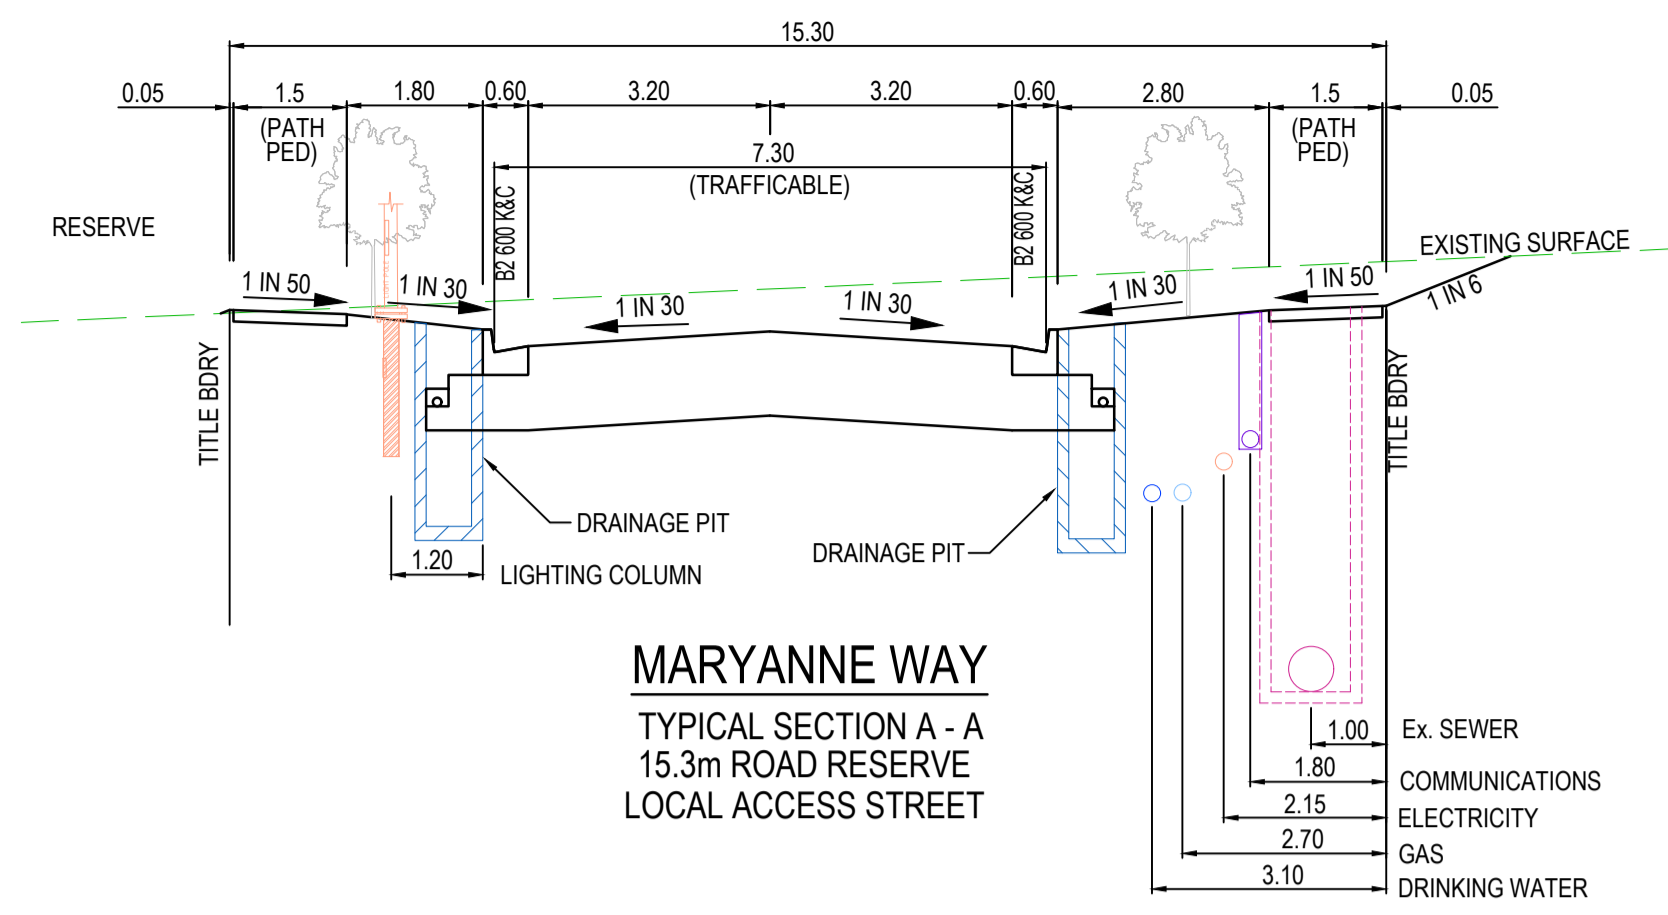 15.30
0.05
1.5
1.80
0.60
3.20
3.20
0.60
2.80
1.5
0.05
(PATH
PED)
(PATH
PED)
7.30
(TRAFFICABLE)
B2 600 K&C
B2 600 K&C
RESERVE
EXISTING SURFACE
1 IN 50
1 IN 30
1 IN 30
1 IN 30
1 IN 30
1 IN 50
1 IN 6
TITLE BDRY
TITLE BDRY
DRAINAGE PIT
DRAINAGE PIT
1.20
LIGHTING COLUMN
MARYANNE WAY
TYPICAL SECTION A - A
15.3m ROAD RESERVE
LOCAL ACCESS STREET
1.00
Ex. SEWER
1.80
COMMUNICATIONS
2.15
ELECTRICITY
2.70
GAS
3.10
DRINKING WATER